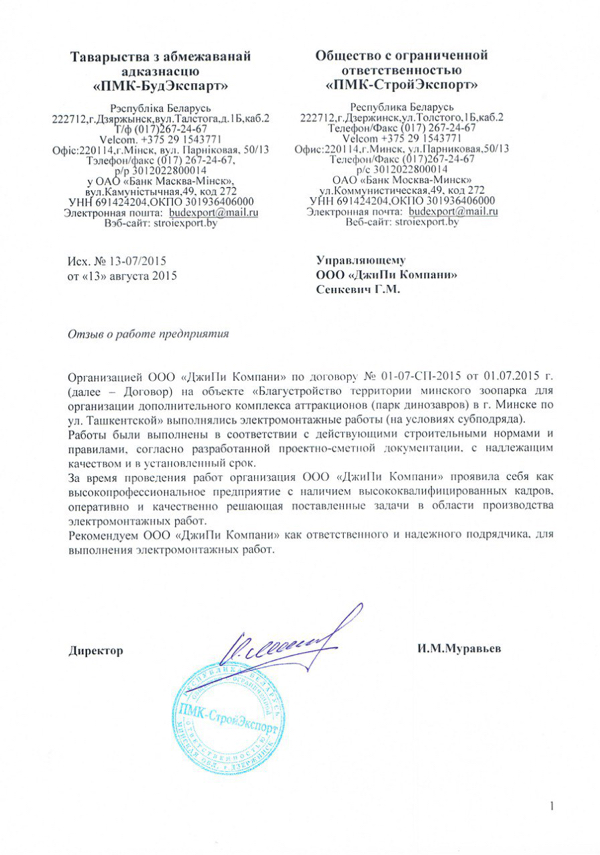 Таварыства з абмежаванай
адказнасцю
«ПМК-БудЭкспарт»
Рэспубліка Беларусь
222712,г.Дзяржынск,вул.Талстога,д.1Б,каб.2
Т/ф (017)267-24-67
Velcom. +375 29 1543771
Офіс:220114,г.Мінск, вул. Парніковая, 50/13
Тэлефон/факс (017) 267-24-67,
р/р 3012022800014
у ОАО «Банк Масква-Мінск»,
вул.Камуністычная,49, код 272
УНН 691424204,ОКПО 301936406000
Электронная пошта: budexport@mail.ru
Вэб-сайт: stroiexport.by
Общество с ограниченной
ответственностью
«ПМК-СтройЭкспорт»
Республика Беларусь
222712,г.Дзержинск,ул.Толстого,1Б,каб.2
Телефон/Факс (017) 267-24-67
Velcom +375 29 1543771
Офис:220114,г.Минск, ул.Парниковая,50/13
Телефон/Факс (017) 267-24-67
р/с 3012022800014
ОАО «Банк Москва-Минск»
ул.Коммунистическая,49, код 272
УНН 691424204,ОКПО 301936406000
Электронная почта: budexport@mail.ru
Веб-сайт: stroiexport.by
Исх. № 13-07/2015
от «13» августа 2015
Управляющему
ООО «ДжиПи Компани»
Сенкевич Г.М.
Отзыв о работе предприятия
Организацией ООО «ДжиПи Компани» по договору № 01-07-СП-2015 от 01.07.2015 г.
(далее – Договор) на объекте «Благустройство территории минского зоопарка для
организации дополнительного комплекса аттракционов (парк динозавров) в г. Минске по
ул. Ташкентской» выполнялись электромонтажные работы (на условиях субподряда).
Работы были выполнены в соответствии с действующими строительными нормами и
правилами, согласно разработанной проектно-сметной документации, с надлежащим
качеством и в установленный срок.
За время проведения работ организация ООО «ДжиПи Компани» проявила себя как
высокопрофессиональное предприятие с наличием высококвалифицированных кадров,
оперативно и качественно решающая поставленные задачи в области производства
электромонтажных работ.
Рекомендуем ООО «ДжиПи Компани» как ответственного и надежного подрядчика, для
выполнения электромонтажных работ.
Директор
И.М.Муравьев
РЕСПУБЛИКА БЕЛАРУСЬ
ПМК-СтройЭкспорт
ответственностью
1